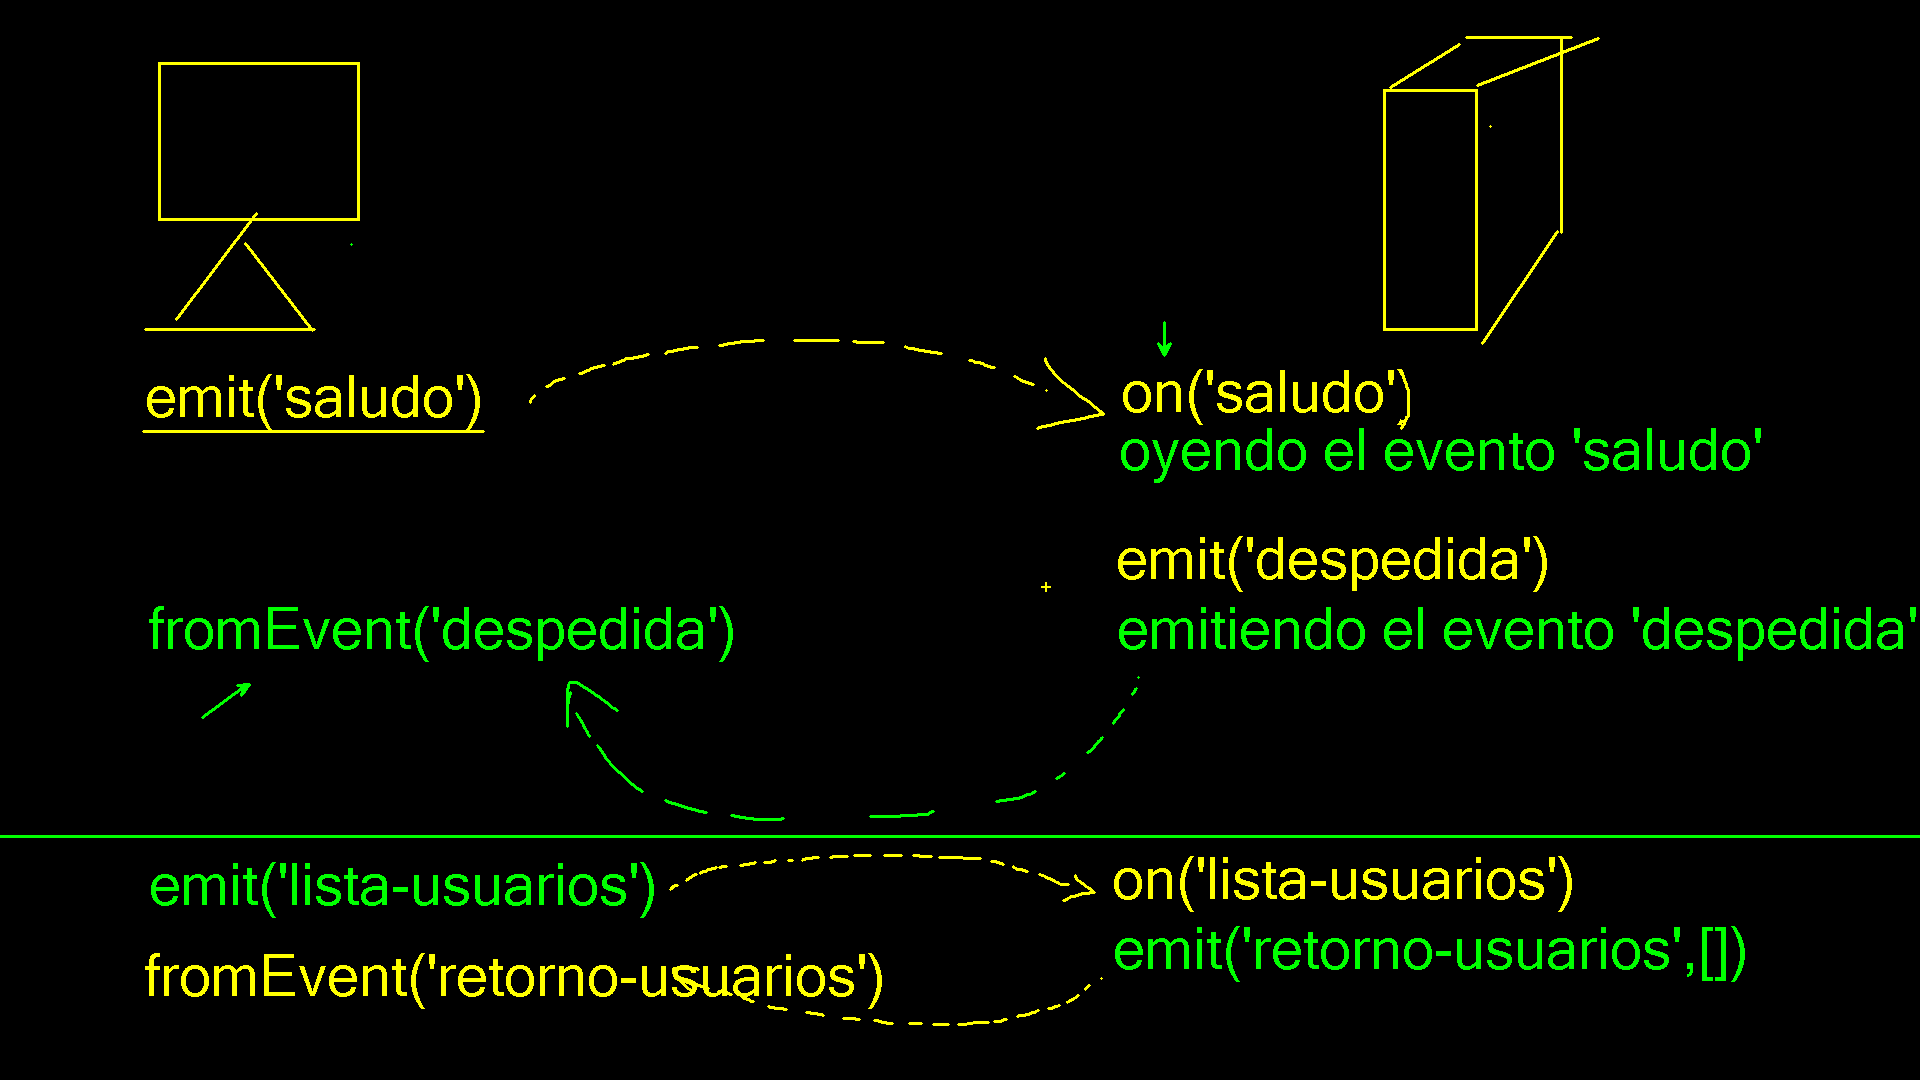 emit('saludo')
on('saludo')
oyendo el evento 'saludo'
emit('despedida')
fromEvent('despedida')
emitiendo el evento 'despedida'
emit('lista-usuarios')
on('lista-usuarios')
fromEvent('retorno-usuarios')
emit('retorno-usuarios',[])